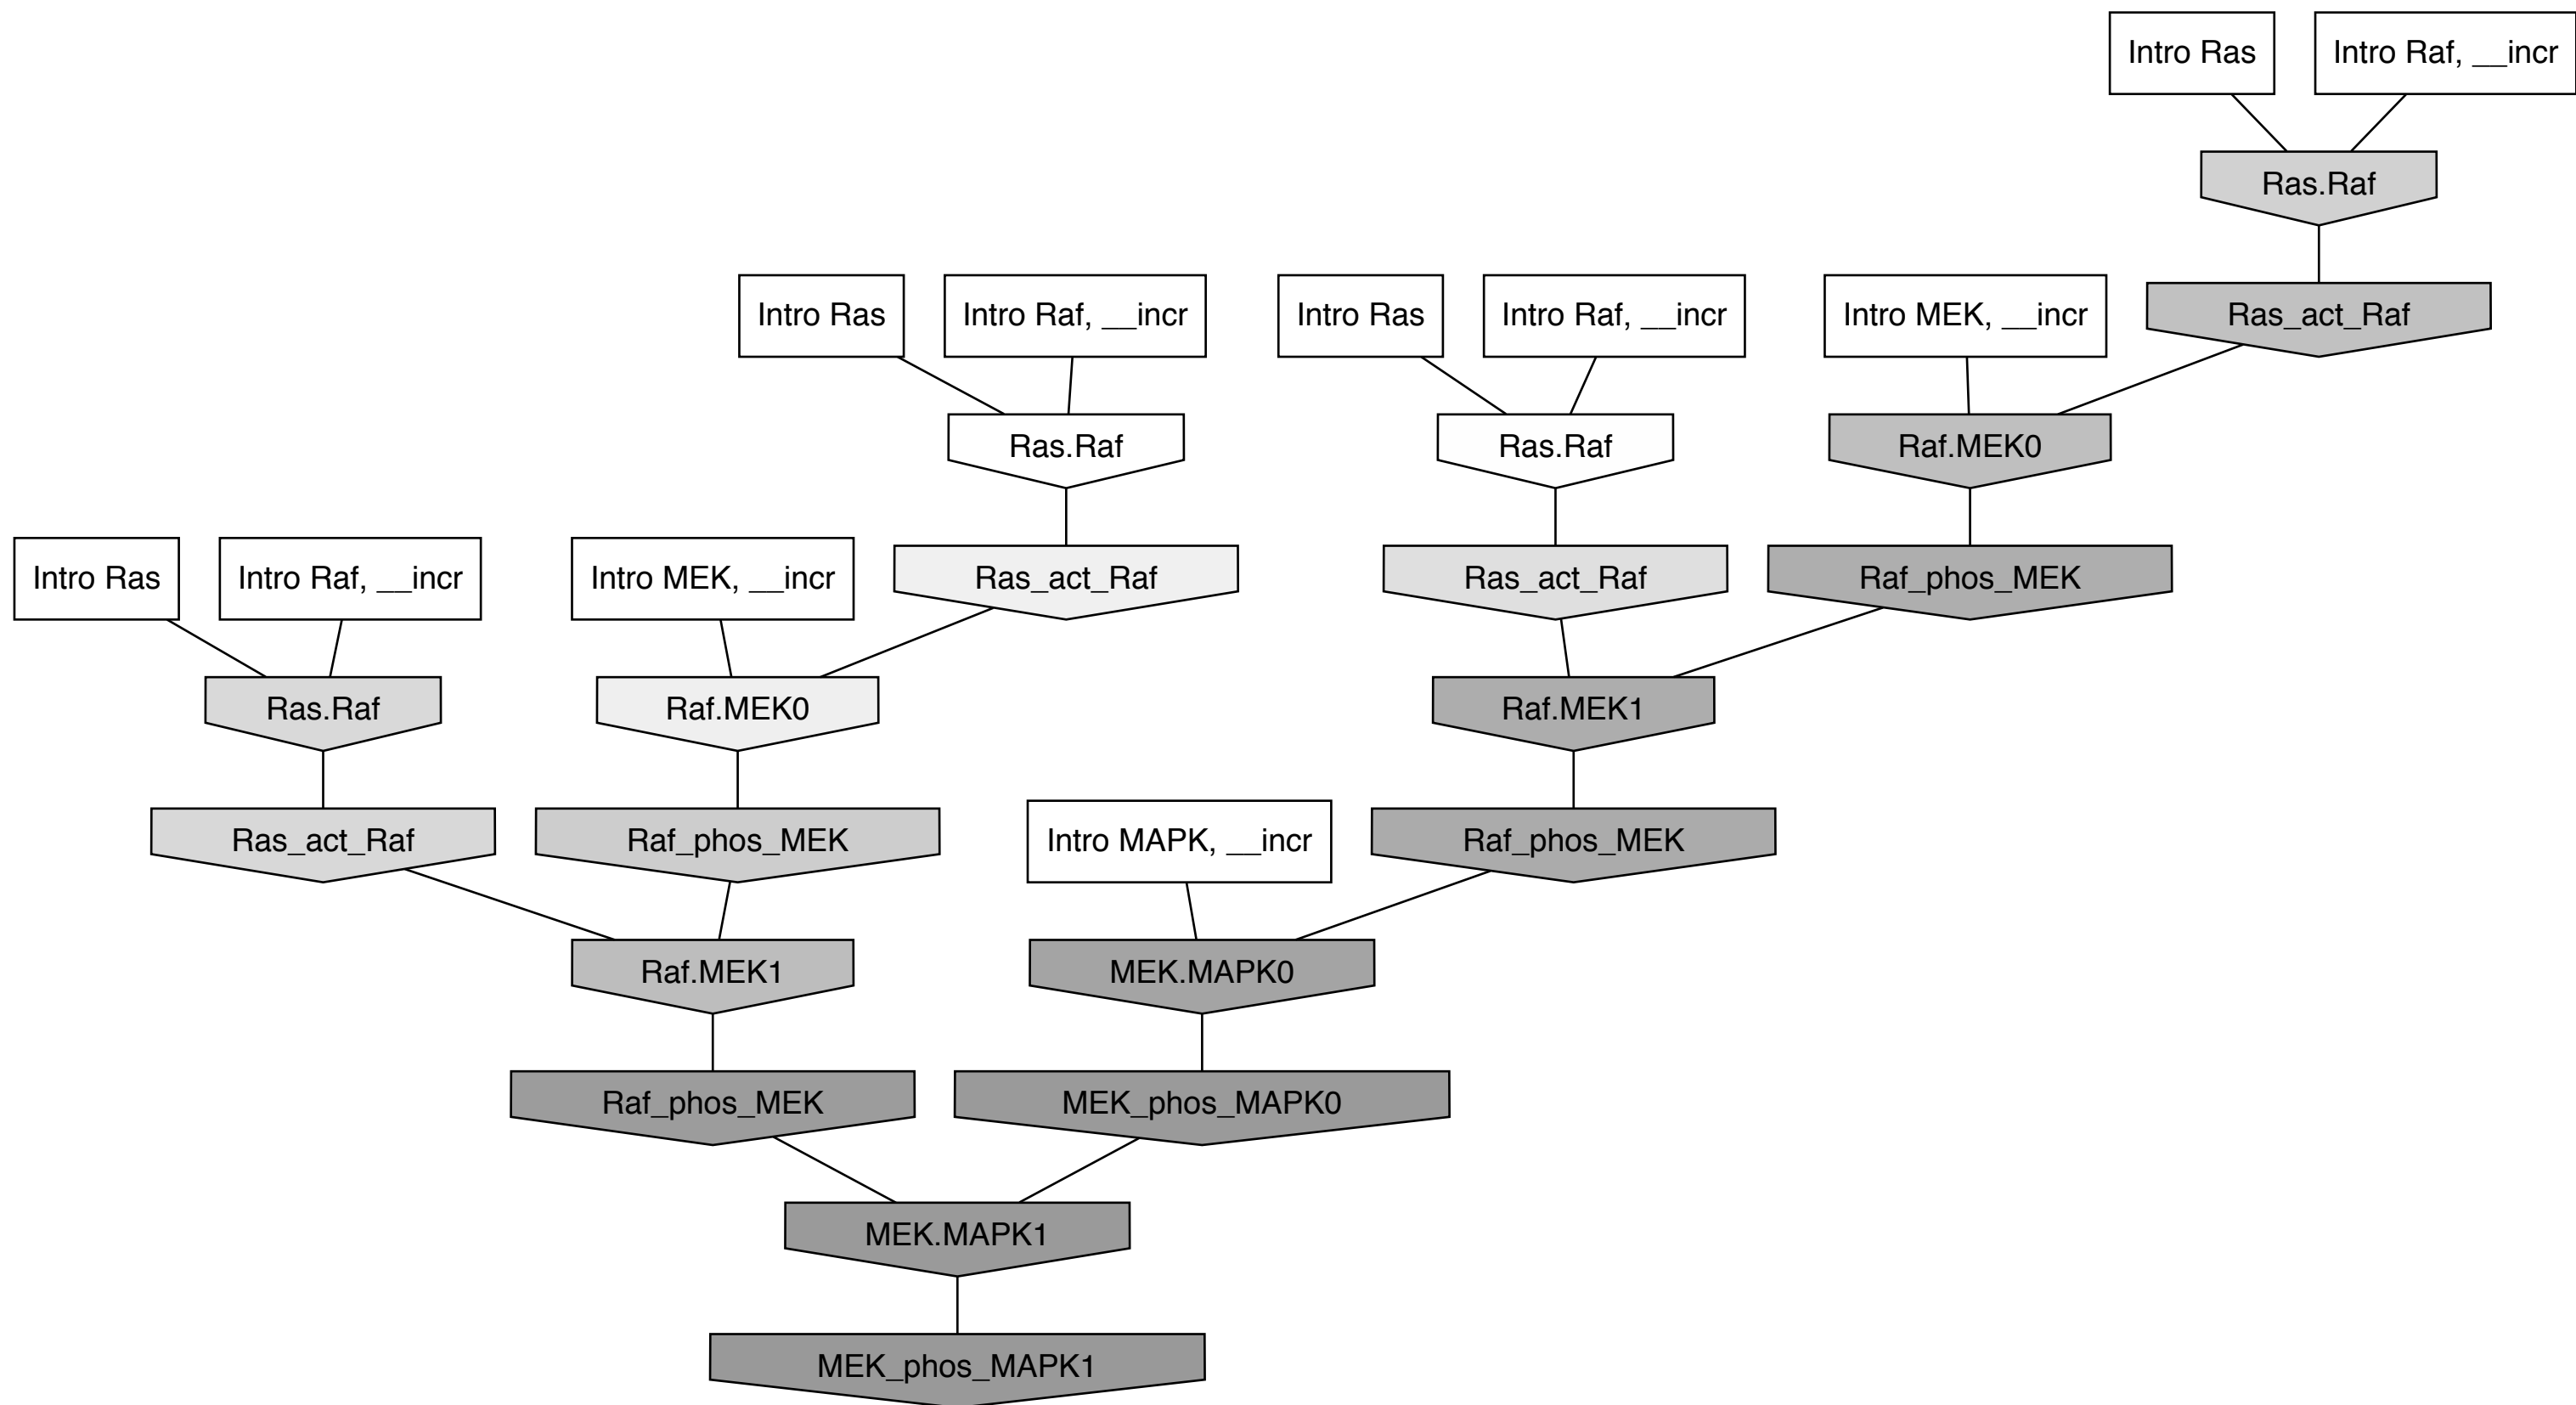 Intro Ras
Intro Raf, __incr
Ras.Raf
Intro Ras
Intro Raf, __incr
Intro Ras
Intro Raf, __incr
Intro MEK, __incr
Ras_act_Raf
Ras.Raf
Ras.Raf
Raf.MEK0
Intro Ras
Intro Raf, __incr
Intro MEK, __incr
Ras_act_Raf
Ras_act_Raf
Raf_phos_MEK
Ras.Raf
Raf.MEK0
Raf.MEK1
Ras_act_Raf
Raf_phos_MEK
Intro MAPK, __incr
Raf_phos_MEK
Raf.MEK1
MEK.MAPK0
Raf_phos_MEK
MEK_phos_MAPK0
MEK.MAPK1
MEK_phos_MAPK1